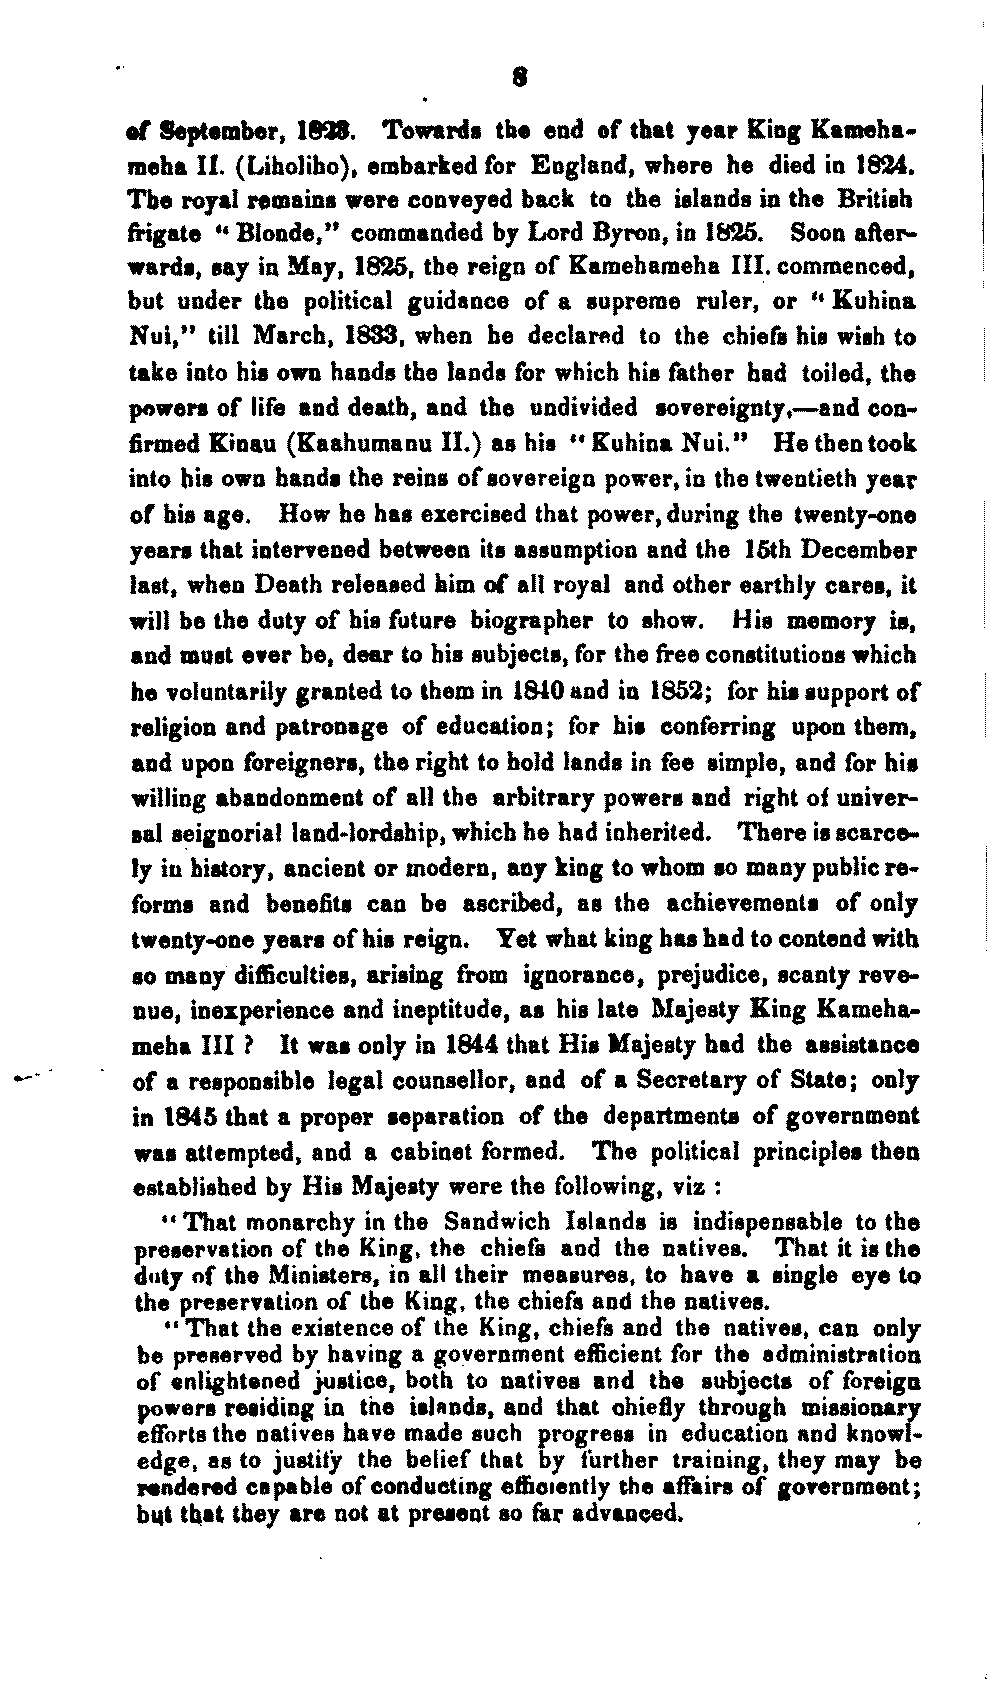 8
of September, 1823. Towards the end of that year King Kameha-
meha II. (Liholiho), embarked for England, where he died in 1824.
The royal remains were conveyed back to the islands in the British
frigate “ Blonde,” commanded by Lord Byron, in 1825. Soon after-
wards, say in May, 1825, the reign of Kamehameha III. commenced,
but under the political guidance of a supreme ruler, or “ Kuhina
Nui,” till March, 1833, when he declared to the chiefs his wish to
take into his own hands the lands for which his father had toiled, the
powers of life and death, and the undivided sovereignty,—and con-
firmed Kinau (Kaahumanu II.) as his “ Kuhina Nui.” He then took
into his own hands the reins of sovereign power, in the twentieth year
of his age. How he has exercised that power, during the twenty-one
years that intervened between its assumption and the 15th December
last, when Death released him of all royal and other earthly cares, it
will be the duty of his future biographer to show. His memory is,
and must ever be, dear to his subjects, for the free constitutions which
he voluntarily granted to them in 1840 and in 1852; for his support of
religion and patronage of education; for his conferring upon them,
and upon foreigners, the right to hold lands in fee simple, and for his
willing abandonment of all the arbitrary powers and right of univer-
sal seignorial land-lordship, which he had inherited. There is scarce-
ly in history, ancient or modern, any king to whom so many public re-
forms and benefits can be ascribed, as the achievements of only
twenty-one years of his reign. Yet what king has had to contend with
so many difficulties, arising from ignorance, prejudice, scanty reve-
nue, inexperience and ineptitude, as his late Majesty King Kameha-
meha III ? It was only in 1844 that His Majesty had the assistance
of a responsible legal counsellor, and of a Secretary of State; only
in 1845 that a proper separation of the departments of government
was attempted, and a cabinet formed. The political principles then
established by His Majesty were the following, viz :
“ That monarchy in the Sandwich Islands is indispensable to the
preservation of the King, the chiefs and the natives. That it is the
duty of the Ministers, in all their measures, to have a single eye to
the preservation of the King, the chiefs and the natives.
“ That the existence of the King, chiefs and the natives, can only
be preserved by having a government efficient for the administration
of enlightened justice, both to natives and the subjects of foreign
powers residing in the islands, and that chiefly through missionary
efforts the natives have made such progress in education and knowl-
edge, as to justify the belief that by further training, they may be
rendered capable of conducting efficiently the affairs of government;
but that they are not at present so far advanced.